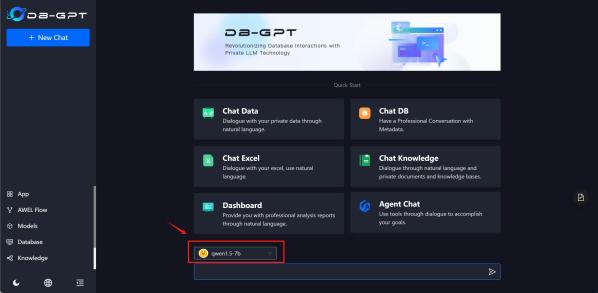 DB-GPT
+ New Chat
App
AWEL Flow
Models
Database
Knowledge
DB-GPT
Revolutionizing Database Interactions with
Private LLM Technology
Quick Start
Chat Data
Dialogue with your private data through
natural language.
Chat DB
Have a Professional Conversation with
Metadata.
Chat Excel
Dialogue with your excel, use natural
language.
Chat Knowledge
Dialogue through natural language and
private documents and knowledge bases.
Dashboard
Provide you with professional analysis reports
through natural language.
Agent Chat
Use tools through dialogue to accomplish
your goals.
qwen1.5-7b